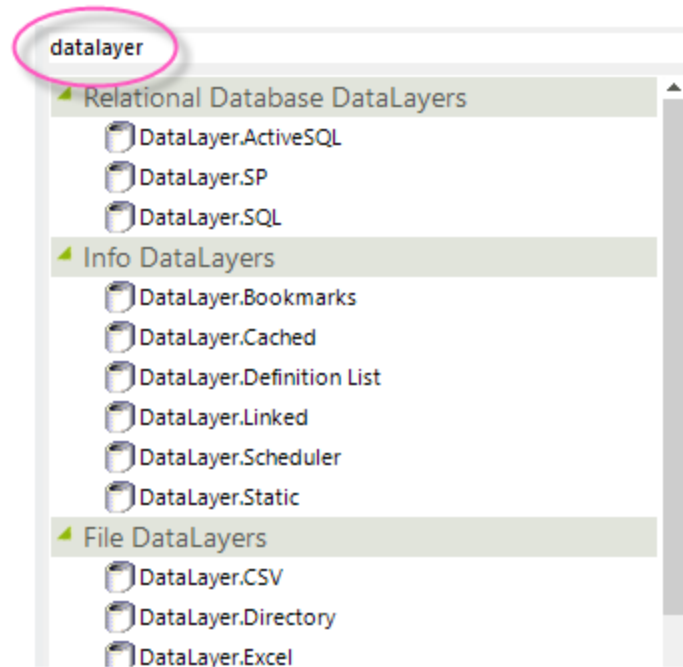 datalayer
Relational Database DataLayers
DataLayer.ActiveSQL
DataLayer.SP
DataLayer.SQL
Info DataLayers
DataLayer.Bookmarks
DataLayer.Cached
DataLayer.Definition List
DataLayer.Linked
DataLayer.Scheduler
DataLayer.Static
File DataLayers
DataLayer.CSV
DataLayer.Directory
DataLayer.Excel